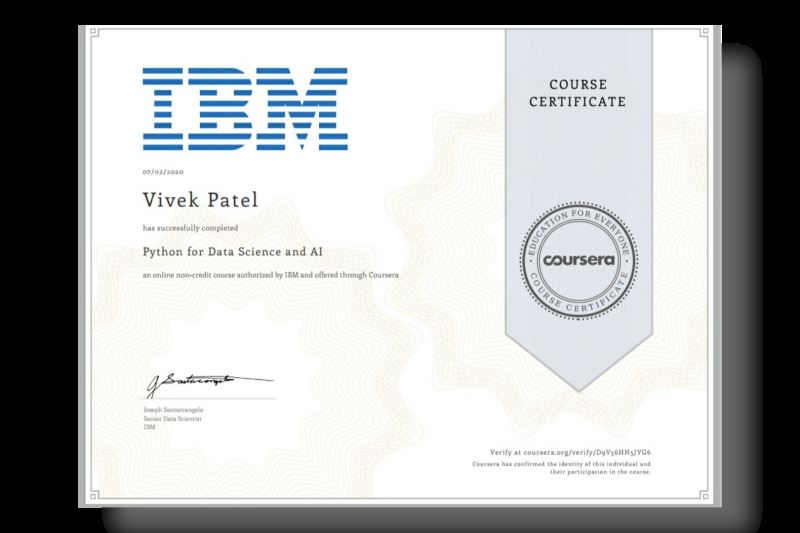 IBM
07/02/2020
Vivek Patel
has successfully completed
Python for Data Science and AI
an online non-credit course authorized by IBM and offered through Coursera
Joseph Santarcangelo
Senior Data Scientist
IBM
COURSE
CERTIFICATE
EDUCATION FOR EVERYONE
coursera
COURSE CERTIFICATE
Verify at coursera.org/verify/D9V56HH5JYG6
Coursera has confirmed the identity of this individual and
their participation in the course.